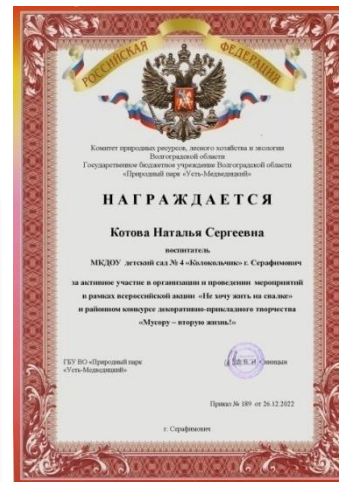 РОССИЙСКАЯ ФЕДЕРАЦИЯ
Комитет природных ресурсов, лесного хозяйства и экологии
Волгоградской области
Государственное бюджетное учреждение Волгоградской области
«Природный парк «Усть-Медведицкий»
НАГРАЖДАЕТСЯ
Котова Наталья Сергеевна
воспитатель
МКДОУ детский сад № 4 «Колокольчик» г. Серафимович
за активное участие в организации и проведении мероприятий
в рамках всероссийской акции «Не хочу жить на свалке»
и районном конкурсе декоративно-прикладного творчества
«Мусору – вторую жизнь!»
ГБУ ВО «Природный парк
«Усть-Медведицкий»
Приказ № 189 от 26.12.2022
г. Серафимович